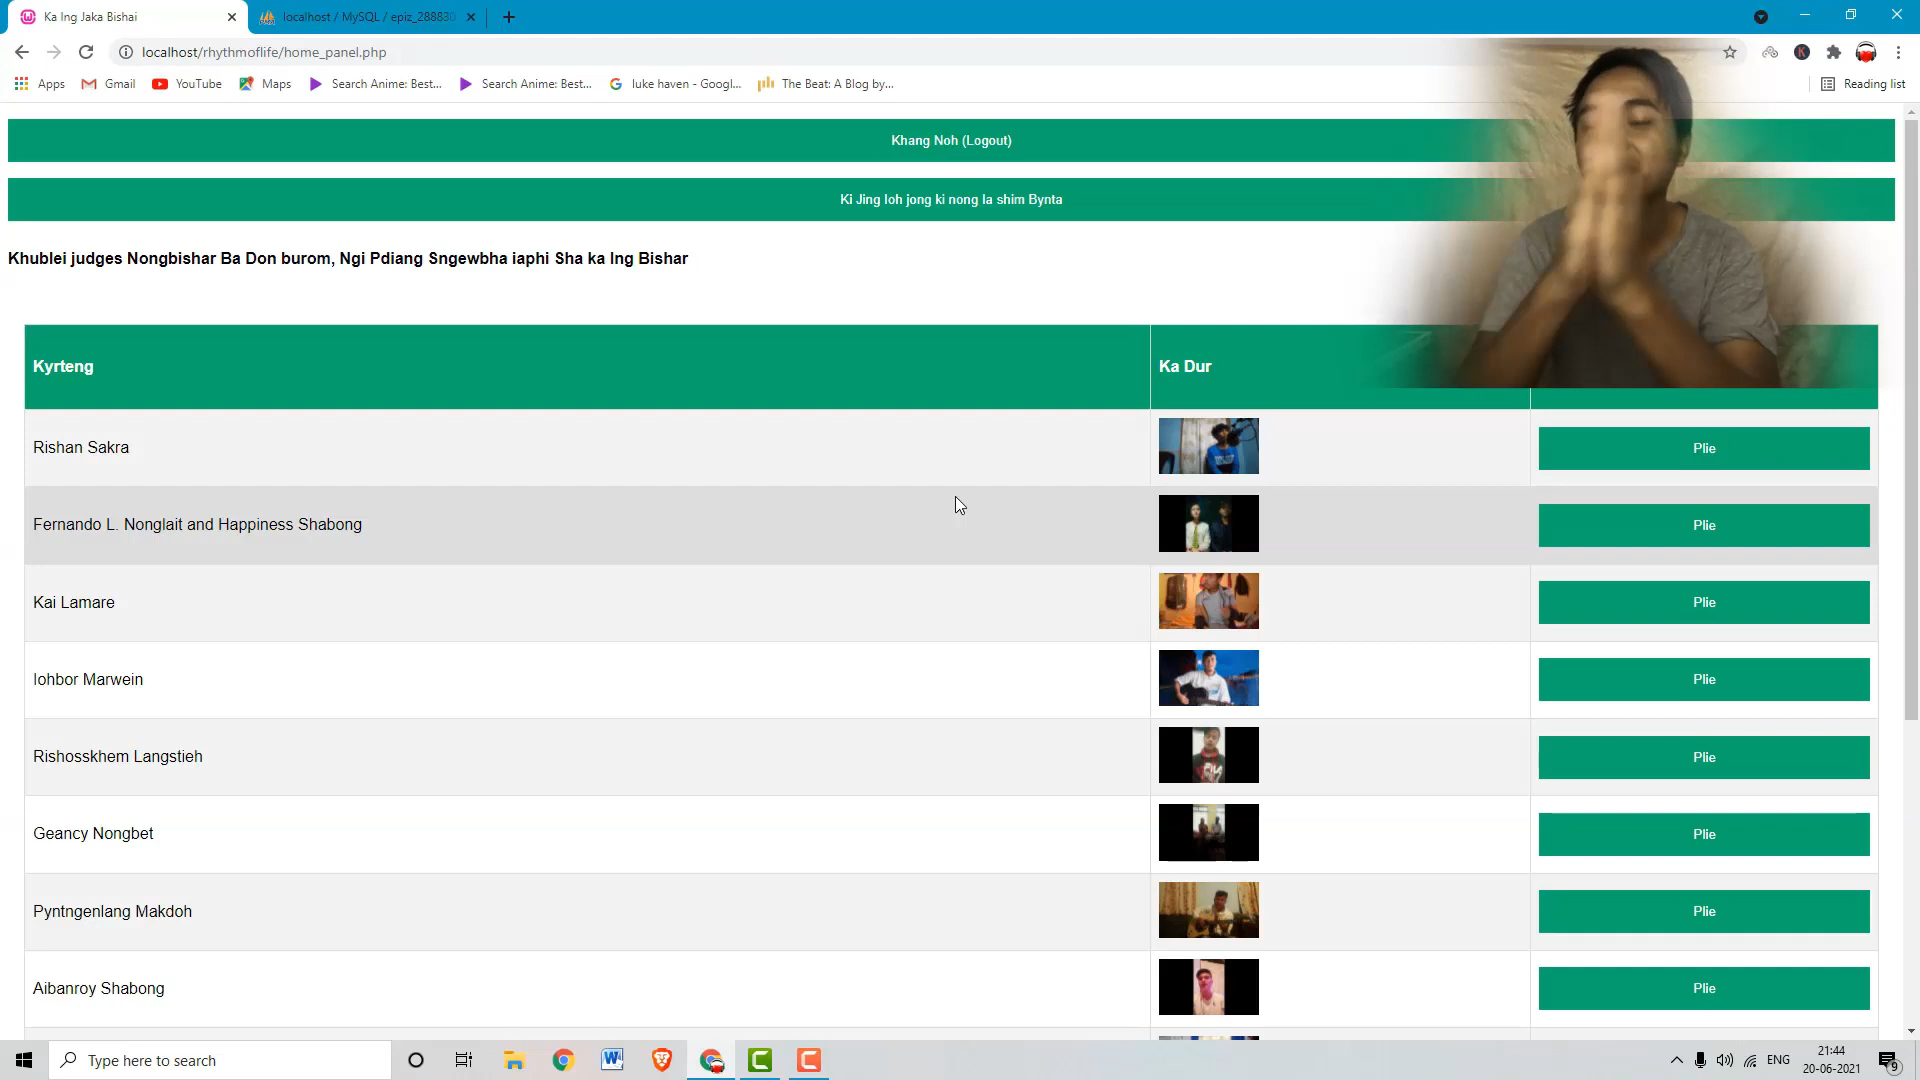 Ka Ing Jaka Bishai
localhost / MySQL / epiz_288830
localhost/rhythmoflife/home_panel.php
Apps
Gmail
YouTube
Maps
Search Anime: Best...
Search Anime: Best...
luke haven - Googl...
The Beat: A Blog by...
Reading list
Khang Noh (Logout)
Ki Jing Ioh jong ki nong Ia shim Bynta
Khublei judges Nongbishar Ba Don burom, Ngi Pdiang Sngewbha iaphi Sha ka Ing Bishar
Kyrteng
Ka Dur
Rishan Sakra
Plie
Fernando L. Nonglait and Happiness Shabong
Plie
Kai Lamare
Plie
Iohbor Marwein
Plie
Rishosskhem Langstieh
Plie
Geancy Nongbet
Plie
Pyntngenlang Makdoh
Plie
Aibanroy Shabong
Plie
Type here to search
ENG
21:44
20-06-2021
9